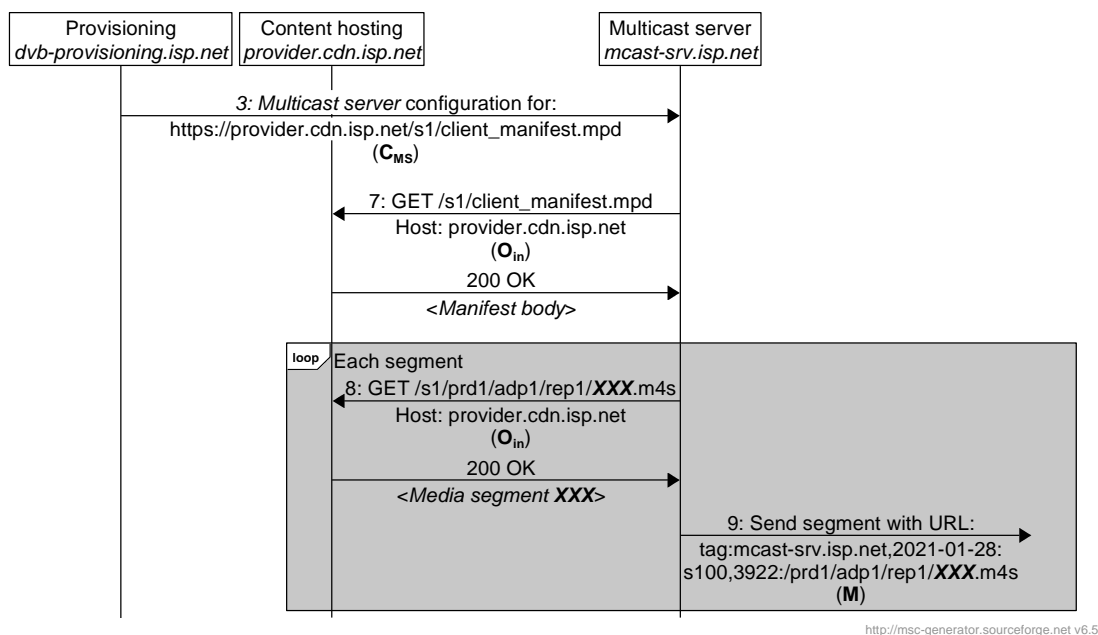 Provisioning
dvb-provisioning.isp.net
Content hosting
provider.cdn.isp.net
Multicast server
mcast-srv.isp.net
3: Multicast server configuration for:
https://provider.cdn.isp.net/s1/client_manifest.mpd
(CMS)
7: GET /s1/client_manifest.mpd
Host: provider.cdn.isp.net
(Oin)
200 OK
<Manifest body>
loop
Each segment
8: GET /s1/prd1/adp1/rep1/XXX.m4s
Host: provider.cdn.isp.net
(Oin)
200 OK
<Media segment XXX>
9: Send segment with URL:
tag:mcast-srv.isp.net,2021-01-28:
s100,3922:/prd1/adp1/rep1/XXX.m4s
(M)
http://msc-generator.sourceforge.net v6.5